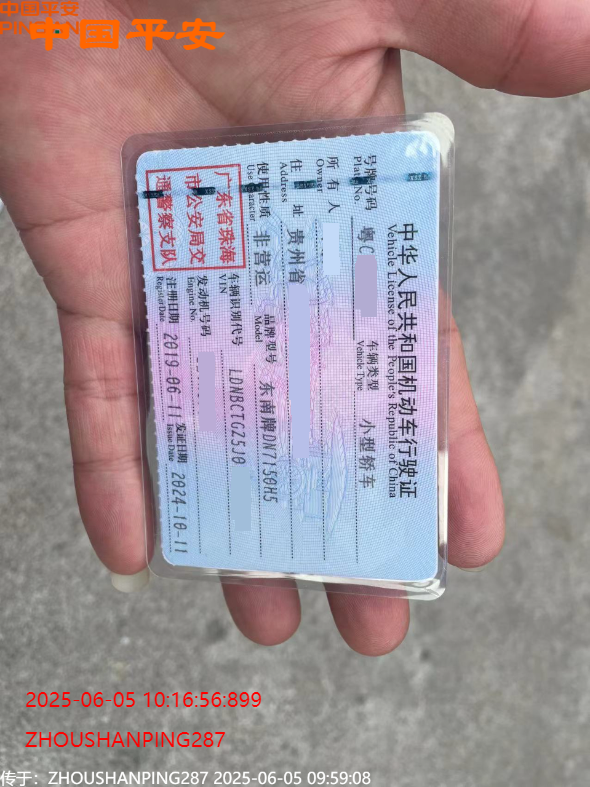 中国平安
PIN AN
中国平安
中华人民共和国机动车行驶证
Vehicle License of the People's Republic of China
号牌号码 粤C 车辆类型 小型轿车
Plate No. Vehicle Type
所有人
Owner
住址 贵州省
Address
使用性质 非营运 品牌型号 东南牌DN7150H5
Use Character Model
广东省珠海
市公安局交
通警察支队
车辆识别代号 LDNBCTGZ5J0
VIN
发动机号码
Engine No.
注册日期 2019-06-11 发证日期 2024-10-11
Register Date Issue Date
2025-06-05 10:16:56:899
ZHOUSHANPING287
传于：ZHOUSHANPING287 2025-06-05 09:59:08